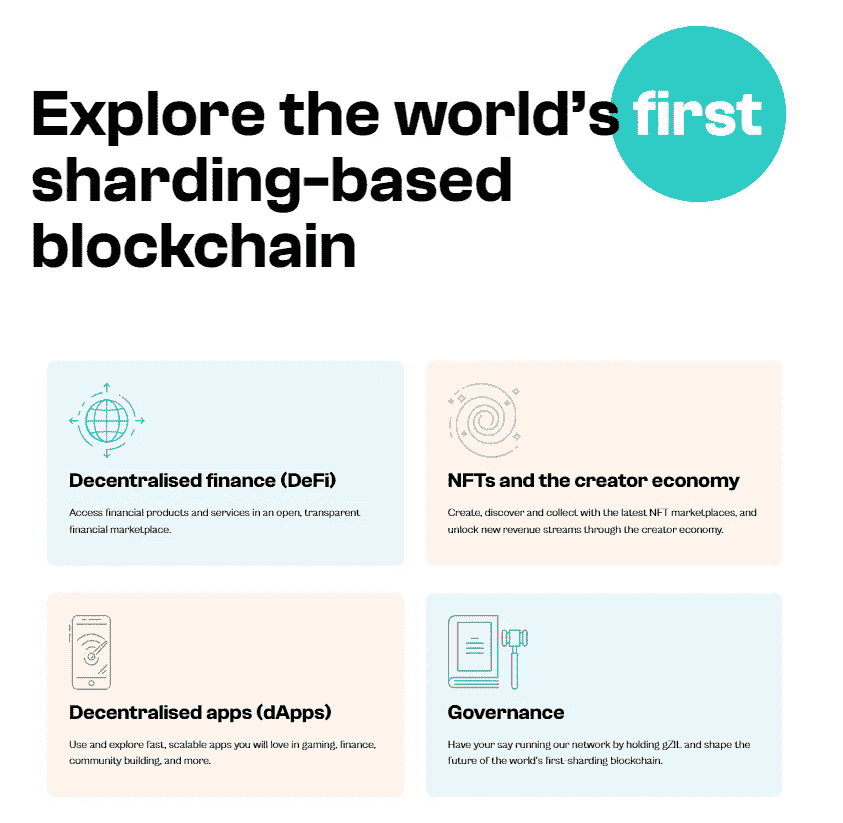 Explore the world's first
sharding-based
blockchain
Decentralised finance (DeFi)
Access financial products and services in an open, transparent
financial marketplace.
NFTs and the creator economy
Create, discover and collect with the latest NFT marketplaces, and
unlock new revenue streams through the creator economy.
Decentralised apps (dApps)
Use and explore fast, scalable apps you will love in gaming, finance,
community building, and more.
Governance
Have your say running our network by holding gZIL and shape the
future of the world's first-sharding blockchain.